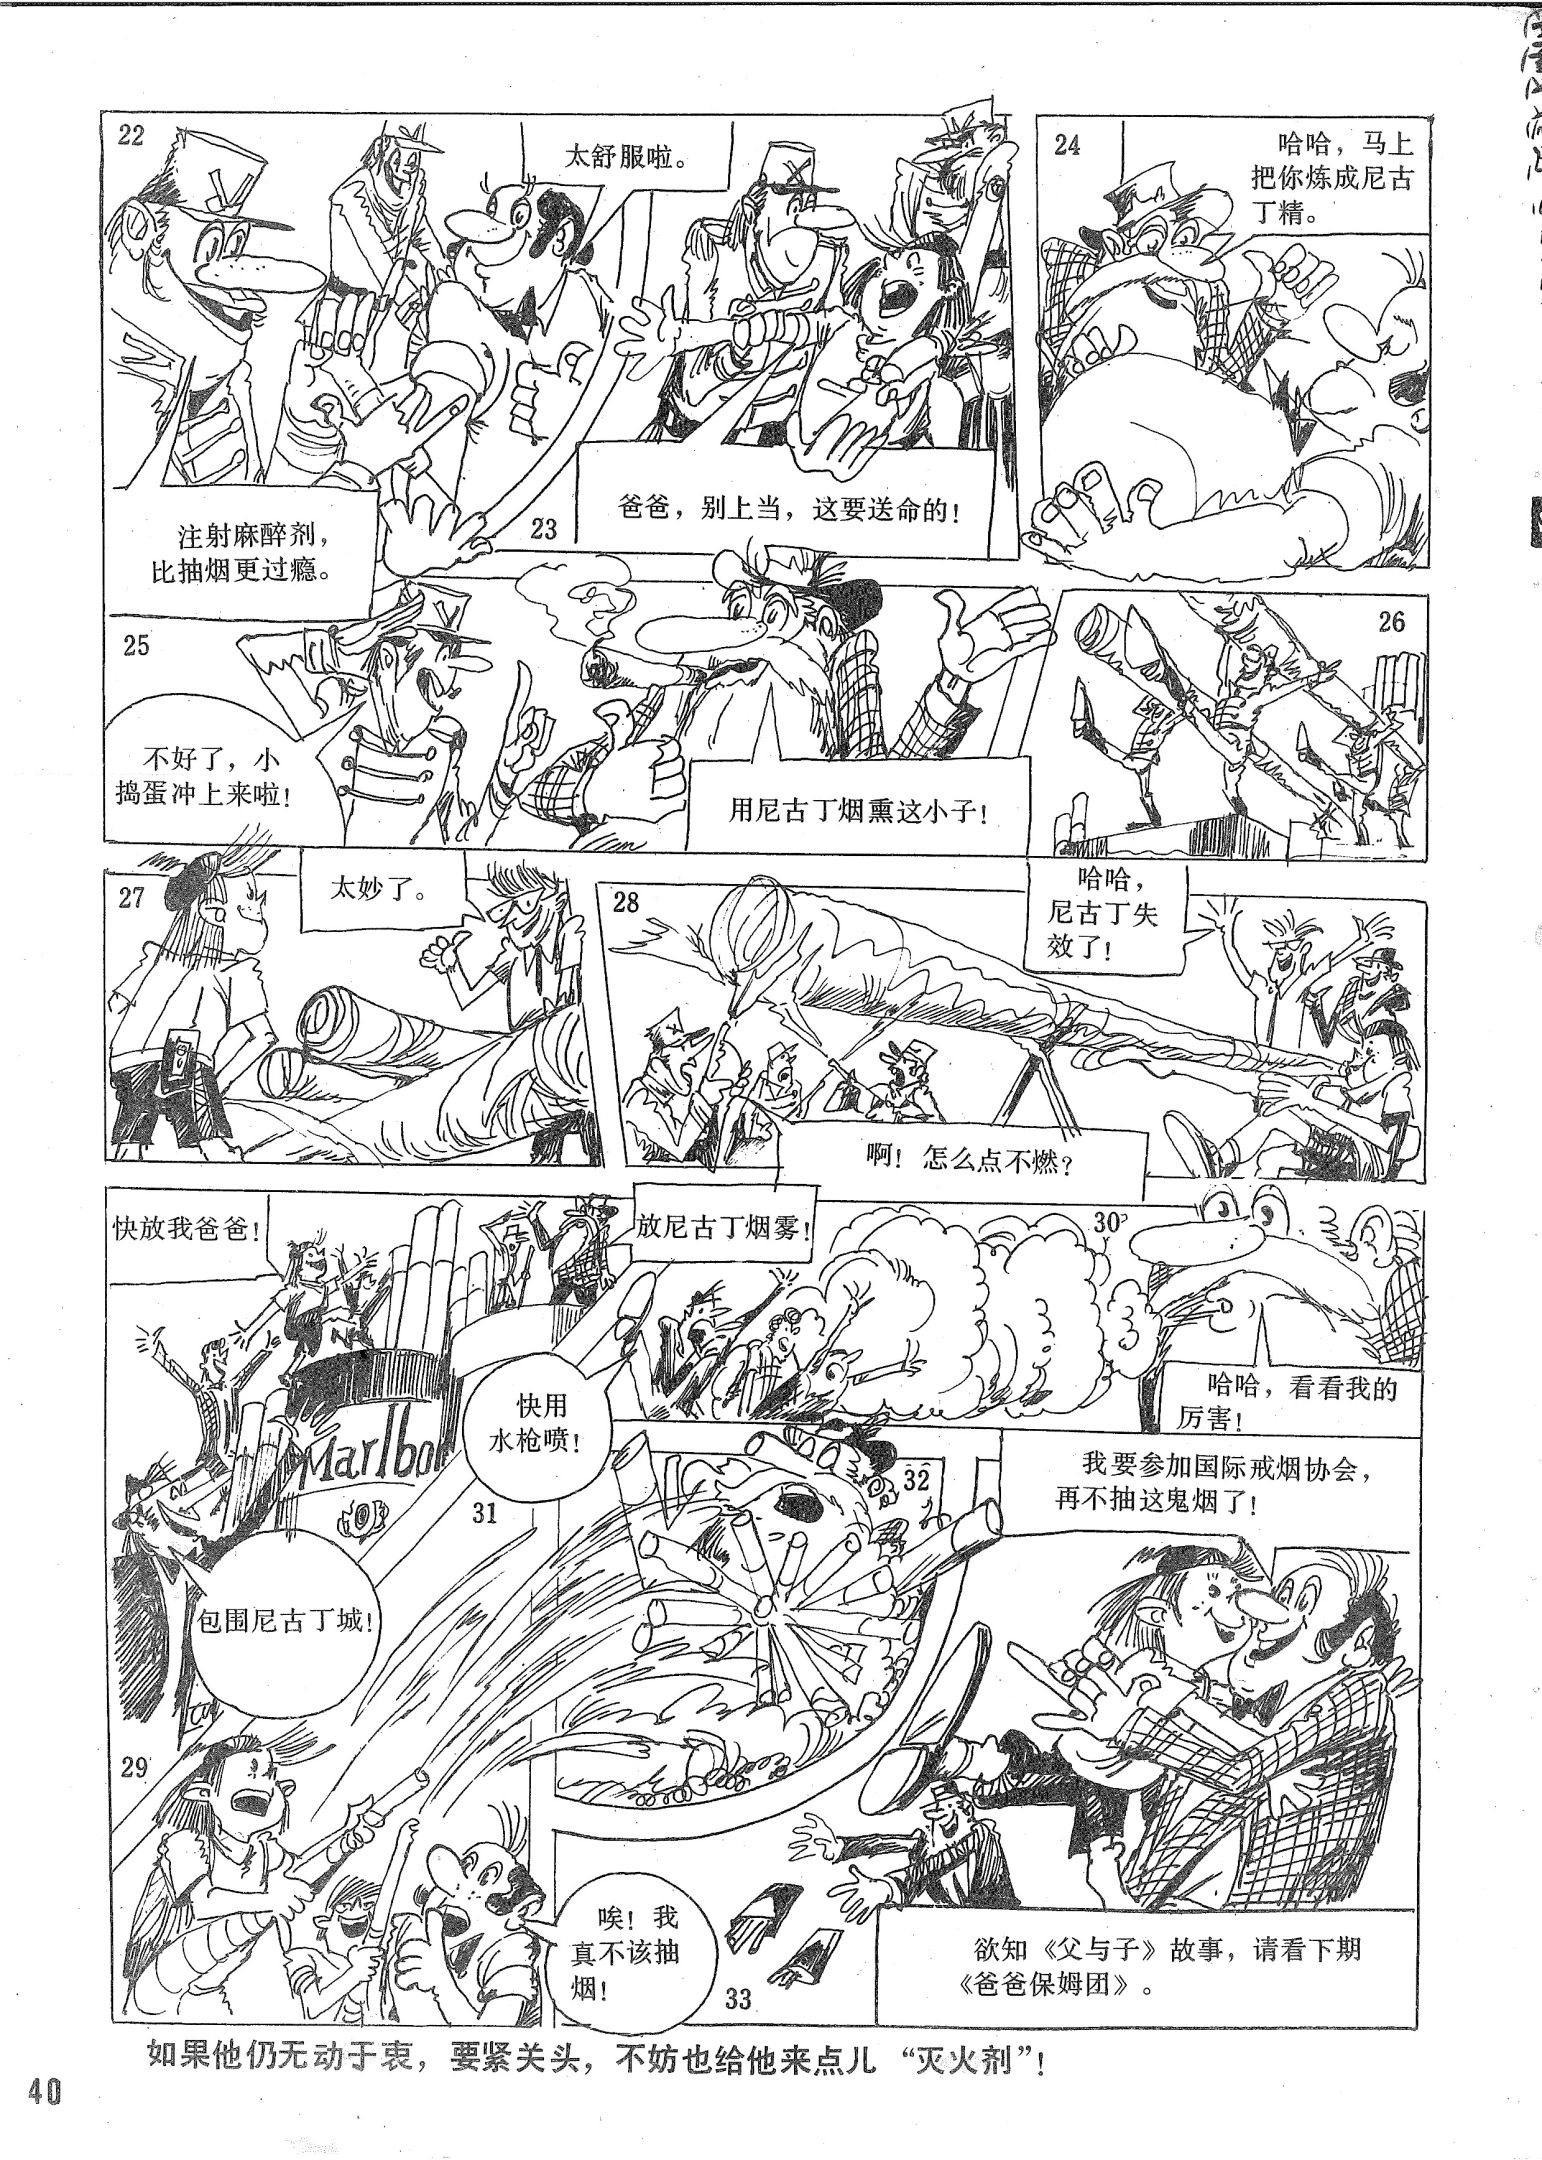 22
太舒服啦。
注射麻醉剂，
比抽烟更过瘾。
23
爸爸，别上当，这要送命的！
24
哈哈，马上
把你炼成尼古
丁精。
25
不好了，小
捣蛋冲上来啦！
用尼古丁烟熏这小子！
26
27
太妙了。
28
哈哈，
尼古丁失
效了！
啊！怎么点不燃？
快放我爸爸！
放尼古丁烟雾！
Marlbo
包围尼古丁城！
29
30
哈哈，看看我的
厉害！
快用
水枪喷！
31
32
我要参加国际戒烟协会，
再不抽这鬼烟了！
唉！我
真不该抽
烟！
33
欲知《父与子》故事，请看下期
《爸爸保姆团》。
如果他仍无动于衷，要紧关头，不妨也给他来点儿“灭火剂”！
40